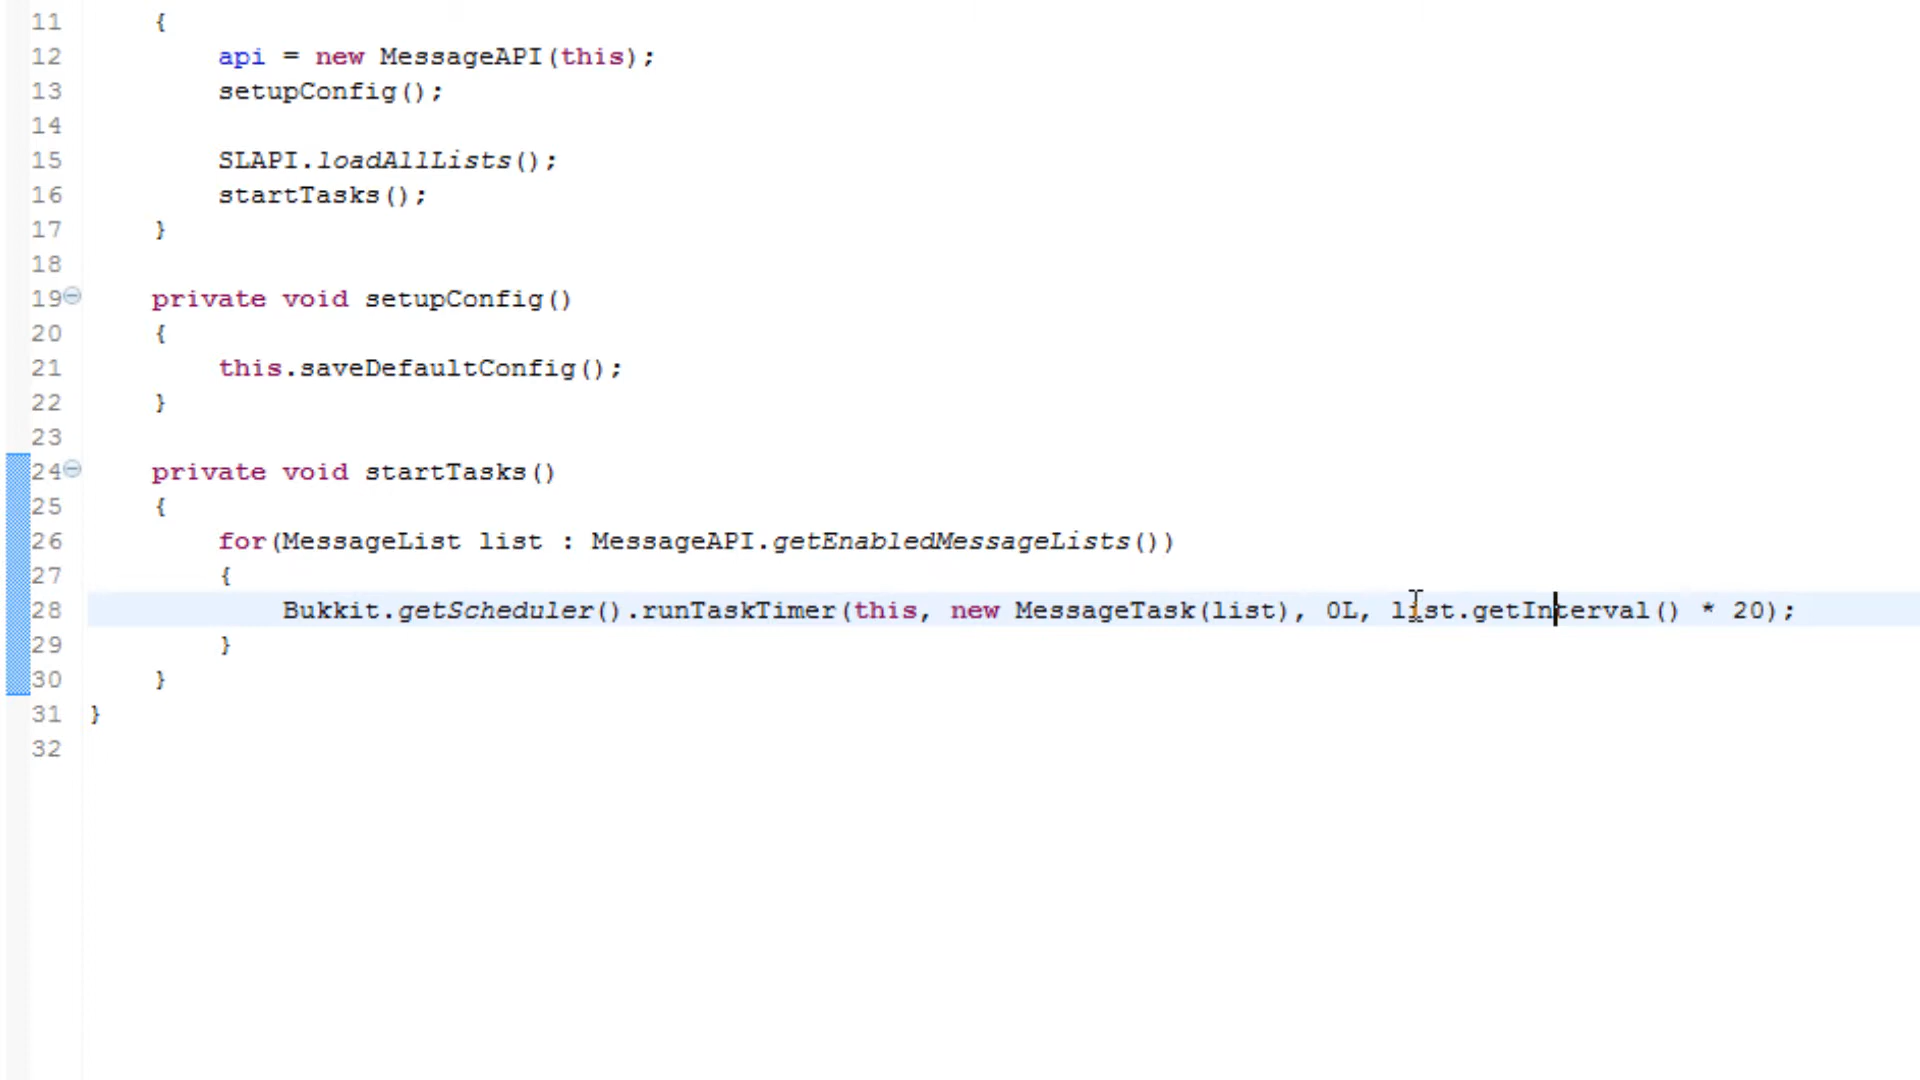 11 {
12 api = new MessageAPI(this);
13 setupConfig();
14
15 SLAPI.loadAllLists();
16 startTasks();
17 }
18
19 private void setupConfig()
20 {
21 this.saveDefaultConfig();
22 }
23
24 private void startTasks()
25 {
26 for(MessageList list : MessageAPI.getEnabledMessageLists())
27 {
28 Bukkit.getScheduler().runTaskTimer(this, new MessageTask(list), 0L, list.getInterval() * 20);
29 }
30 }
31 }
32